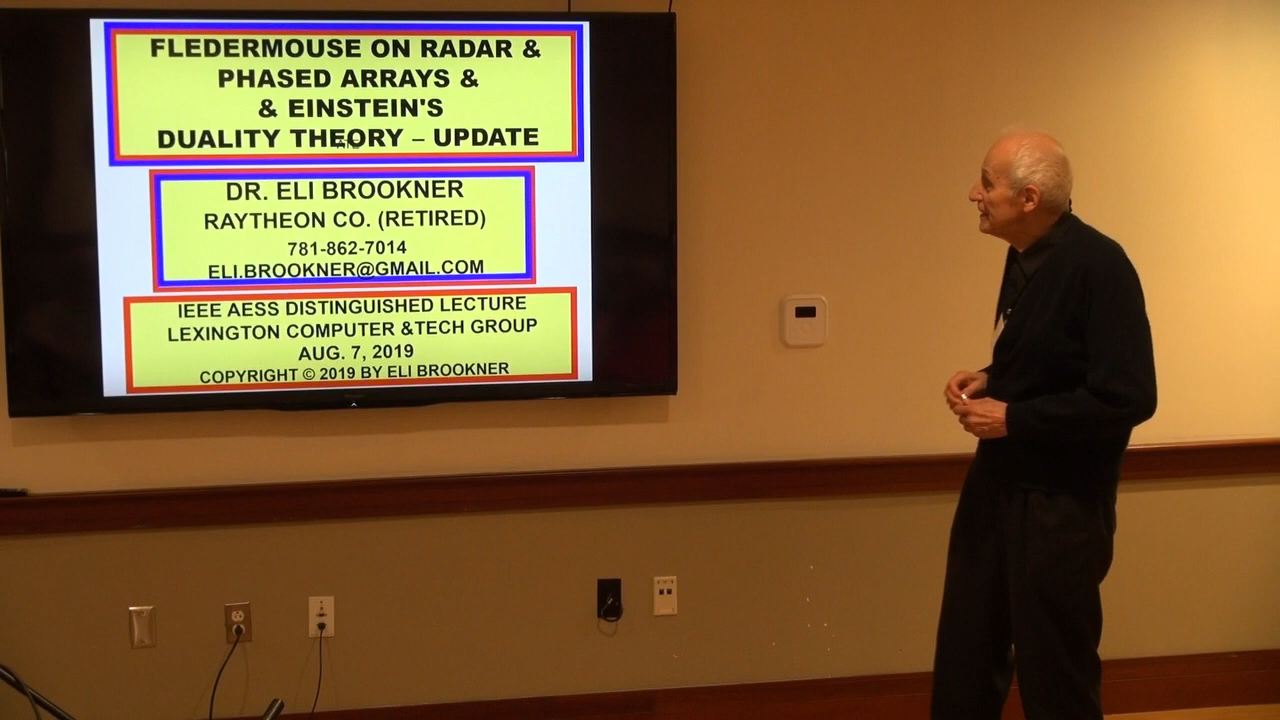 FLEDERMOUSE ON RADAR &
PHASED ARRAYS &
& EINSTEIN'S
DUALITY THEORY – UPDATE
DR. ELI BROOKNER
RAYTHEON CO. (RETIRED)
781-862-7014
ELI.BROOKNER@GMAIL.COM
IEEE AESS DISTINGUISHED LECTURE
LEXINGTON COMPUTER &TECH GROUP
AUG. 7, 2019
COPYRIGHT © 2019 BY ELI BROOKNER